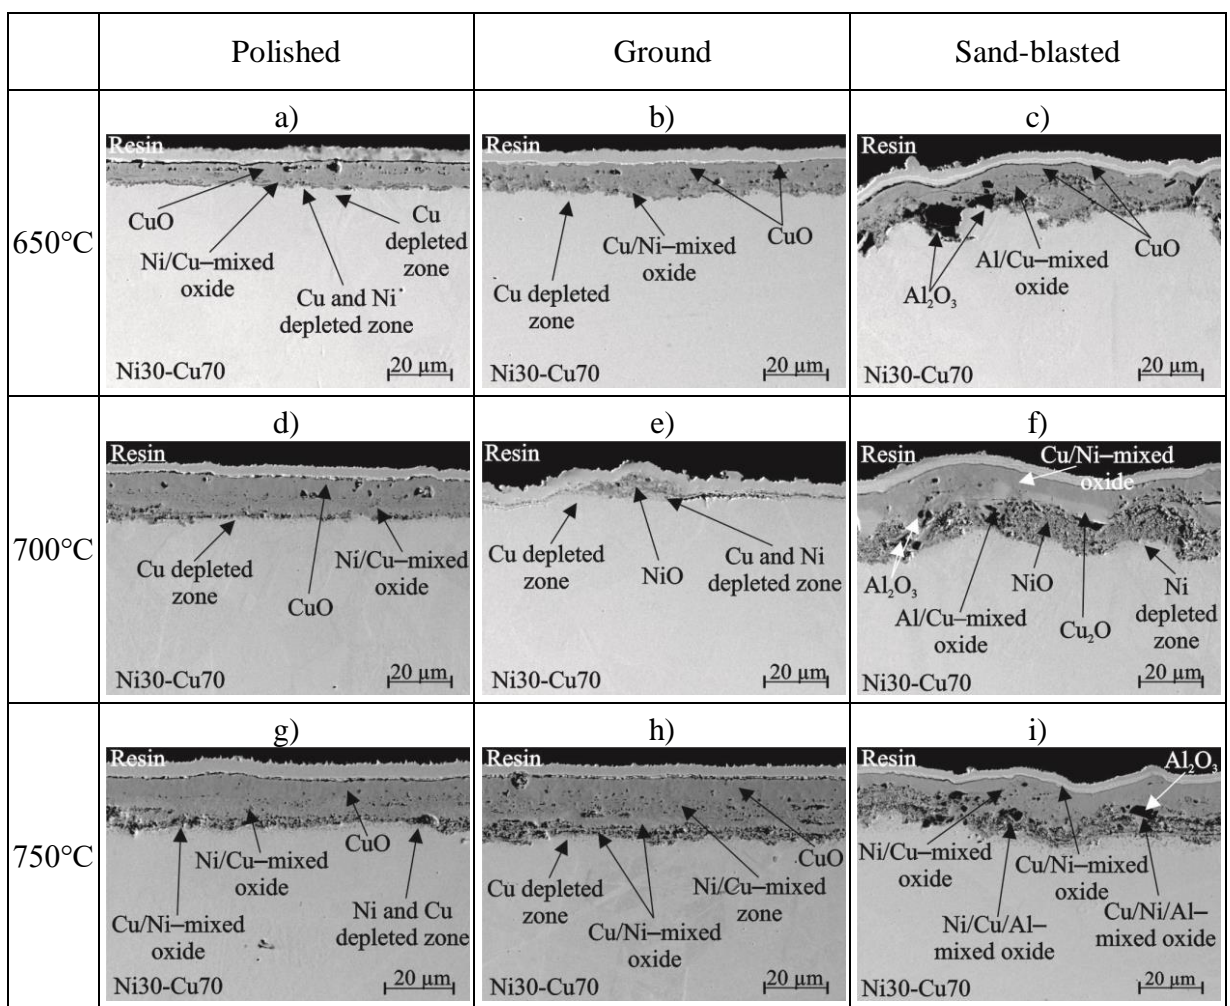 Polished Ground Sand-blasted
650°C
a)
Resin
CuO
Ni/Cu–mixed
oxide
Cu and Ni
depleted zone
Cu
depleted
zone
Ni30-Cu70
20 µm
b)
Resin
Cu depleted
zone
Cu/Ni–mixed
oxide
CuO
Ni30-Cu70
20 µm
c)
Resin
Al₂O₃
Al/Cu–mixed
oxide
CuO
Ni30-Cu70
20 µm
700°C
d)
Resin
Cu depleted
zone
CuO
Ni/Cu–mixed
oxide
Ni30-Cu70
20 µm
e)
Resin
Cu depleted
zone
NiO
Cu and Ni
depleted zone
Ni30-Cu70
20 µm
f)
Resin
Cu/Ni–mixed
oxide
Al₂O₃
Al/Cu–mixed
oxide
NiO
Cu₂O
Ni
depleted
zone
Ni30-Cu70
20 µm
750°C
g)
Resin
Cu/Ni–mixed
oxide
Ni/Cu–mixed
oxide
CuO
Ni and Cu
depleted zone
Ni30-Cu70
20 µm
h)
Resin
Cu depleted
zone
Cu/Ni–mixed
oxide
Ni/Cu–mixed
zone
CuO
Ni30-Cu70
20 µm
i)
Resin
Al₂O₃
Ni/Cu–mixed
oxide
Cu/Ni–mixed
oxide
Ni/Cu/Al–
mixed oxide
Cu/Ni/Al–
mixed oxide
Ni30-Cu70
20 µm